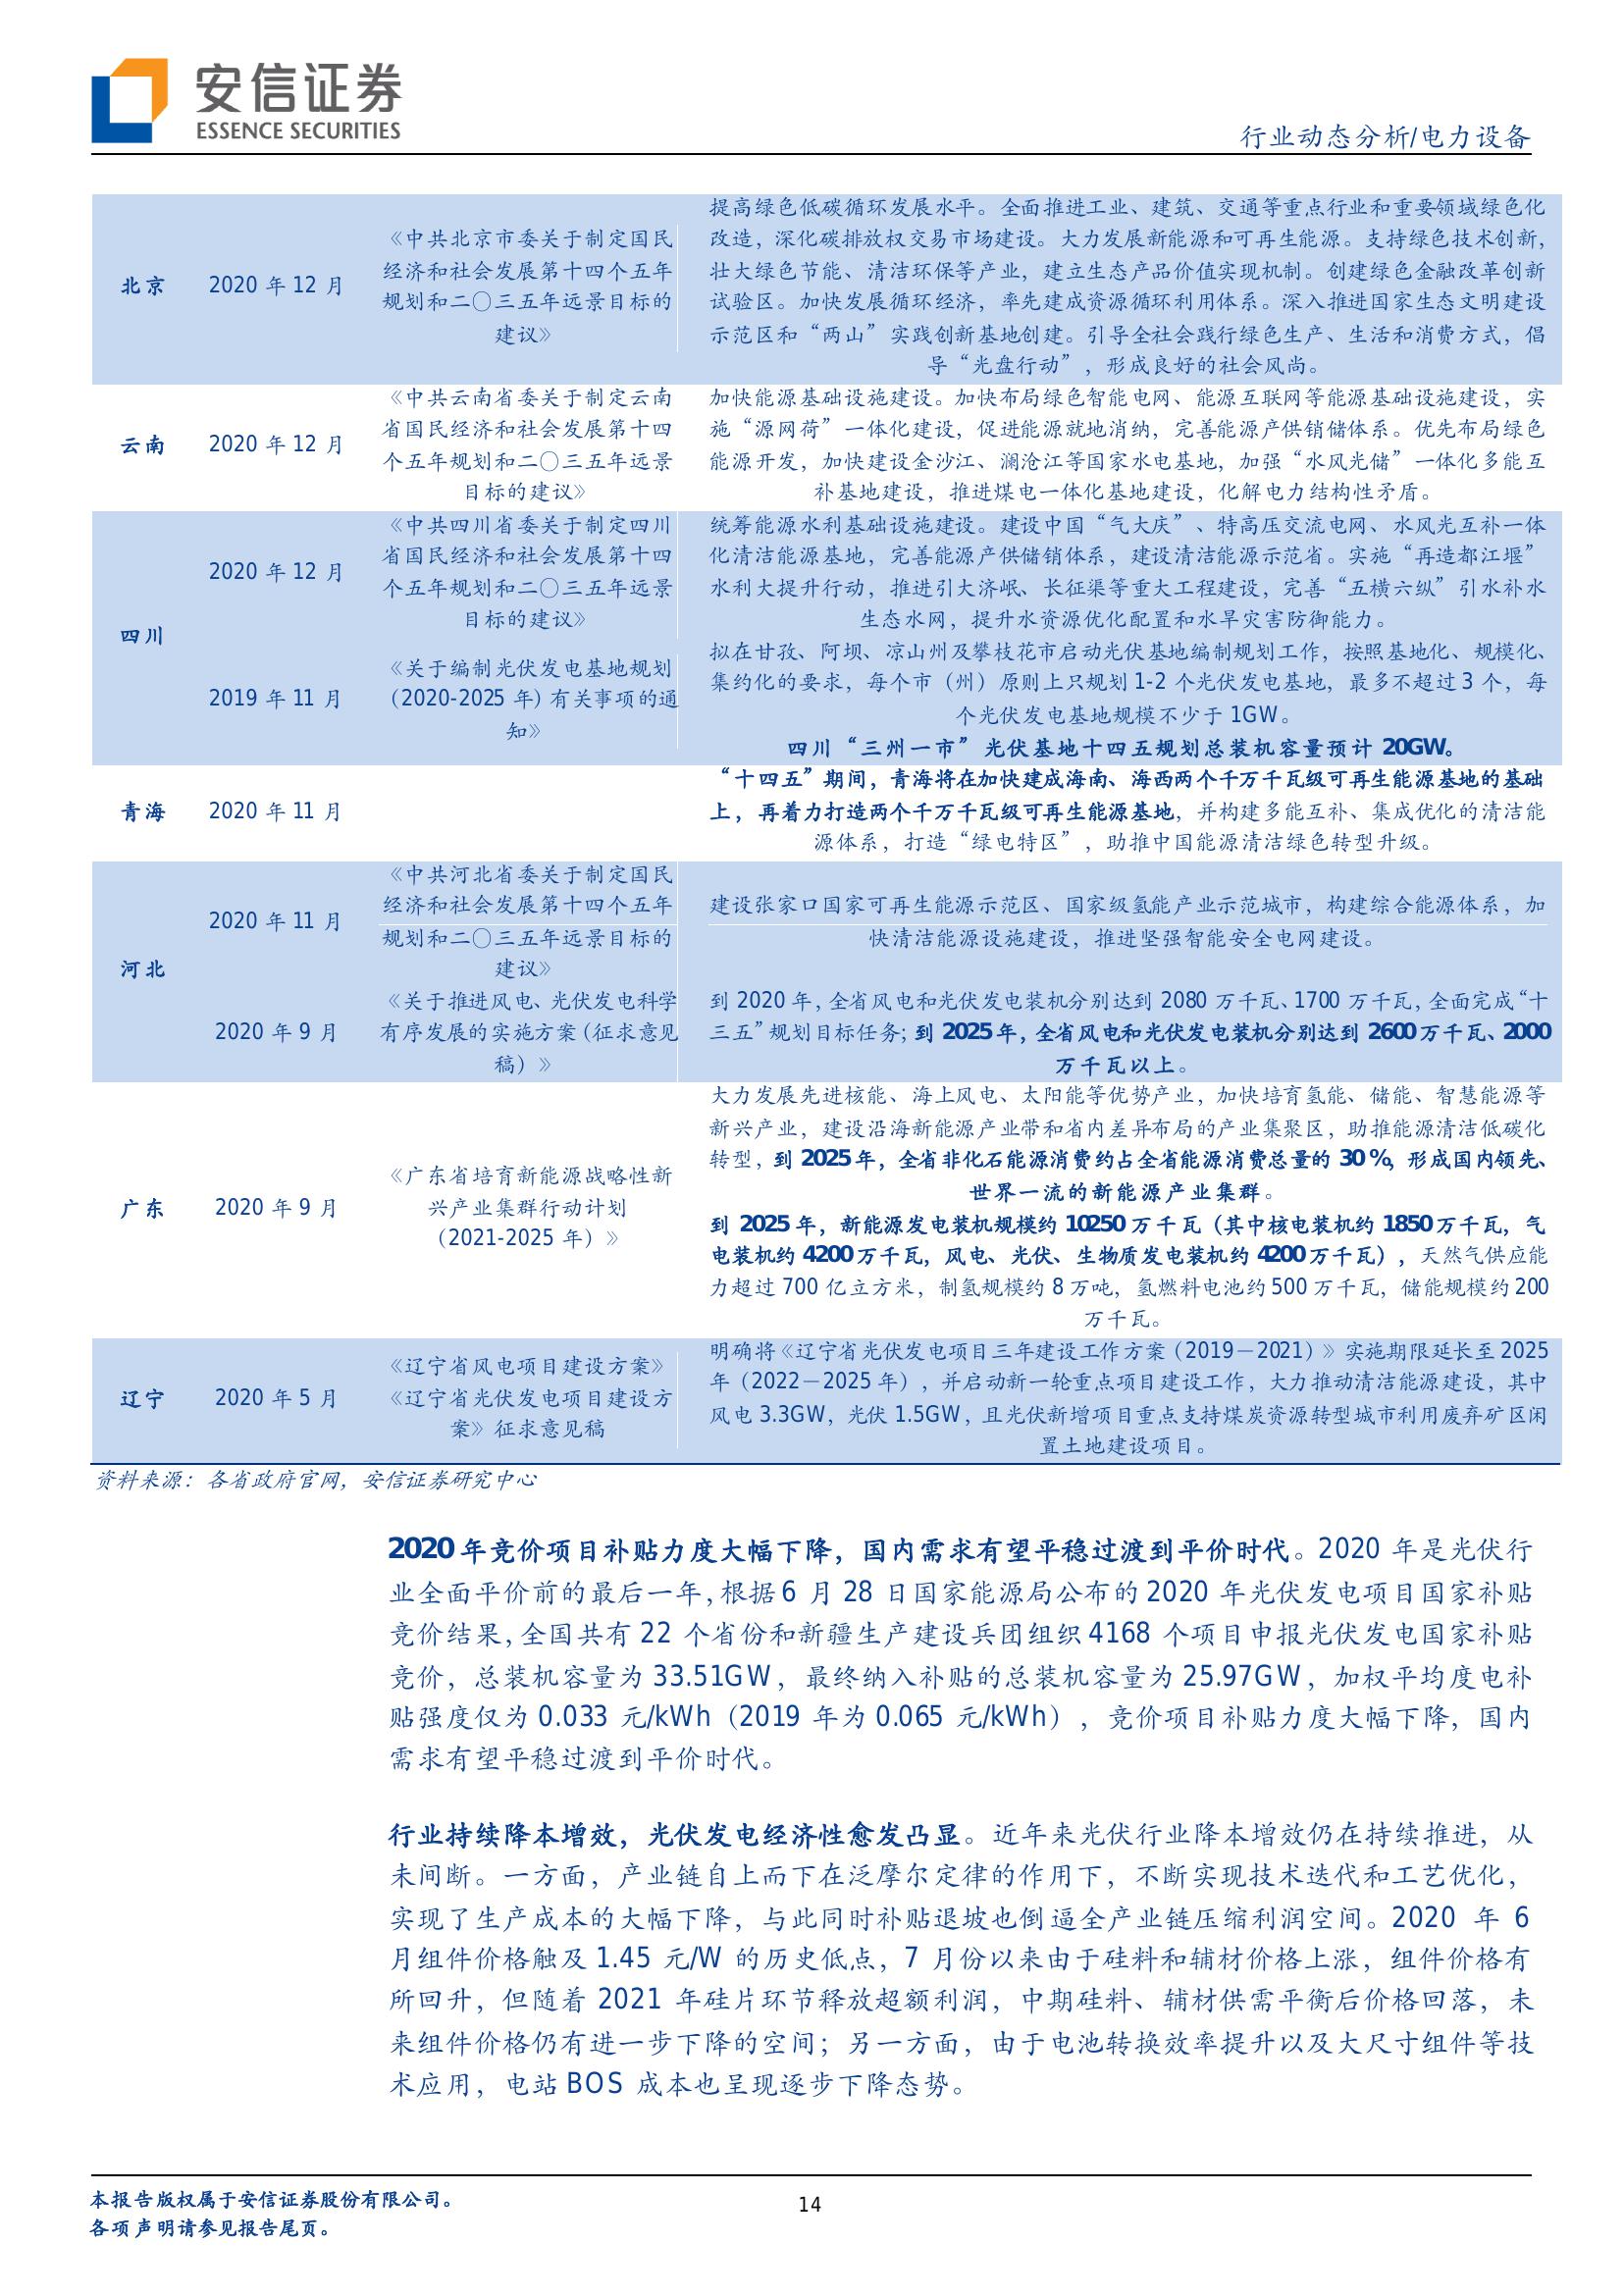 安信证券
ESSENCE SECURITIES
行业动态分析/电力设备
北京
2020 年 12 月
《中共北京市委关于制定国民
经济和社会发展第十四个五年
规划和二〇三五年远景目标的
建议》
提高绿色低碳循环发展水平。全面推进工业、建筑、交通等重点行业和重要领域绿色化
改造，深化碳排放权交易市场建设。大力发展新能源和可再生能源。支持绿色技术创新，
壮大绿色节能、清洁环保等产业，建立生态产品价值实现机制。创建绿色金融改革创新
试验区。加快发展循环经济，率先建成资源循环利用体系。深入推进国家生态文明建设
示范区和“两山”实践创新基地创建。引导全社会践行绿色生产、生活和消费方式，倡
导“光盘行动”，形成良好的社会风尚。
云南
2020 年 12 月
《中共云南省委关于制定云南
省国民经济和社会发展第十四
个五年规划和二〇三五年远景
目标的建议》
加快能源基础设施建设。加快布局绿色智能电网、能源互联网等能源基础设施建设，实
施“源网荷”一体化建设，促进能源就地消纳，完善能源产供销储体系。优先布局绿色
能源开发，加快建设金沙江、澜沧江等国家水电基地，加强“水风光储”一体化多能互
补基地建设，推进煤电一体化基地建设，化解电力结构性矛盾。
四川
2020 年 12 月
《中共四川省委关于制定四川
省国民经济和社会发展第十四
个五年规划和二〇三五年远景
目标的建议》
统筹能源水利基础设施建设。建设中国“气大庆”、特高压交流电网、水风光互补一体
化清洁能源基地，完善能源产供储销体系，建设清洁能源示范省。实施“再造都江堰”
水利大提升行动，推进引大济岷、长征渠等重大工程建设，完善“五横六纵”引水补水
生态水网，提升水资源优化配置和水旱灾害防御能力。
2019 年 11 月
《关于编制光伏发电基地规划
（2020-2025 年）有关事项的通
知》
拟在甘孜、阿坝、凉山州及攀枝花市启动光伏基地编制规划工作，按照基地化、规模化、
集约化的要求，每个市（州）原则上只规划 1-2 个光伏发电基地，最多不超过 3 个，每
个光伏发电基地规模不少于 1GW。
四川“三州一市”光伏基地十四五规划总装机容量预计 20GW。
青海
2020 年 11 月
“十四五”期间，青海将在加快建成海南、海西两个千万千瓦级可再生能源基地的基础
上，再着力打造两个千万千瓦级可再生能源基地，并构建多能互补、集成优化的清洁能
源体系，打造“绿电特区”，助推中国能源清洁绿色转型升级。
河北
2020 年 11 月
《中共河北省委关于制定国民
经济和社会发展第十四个五年
规划和二〇三五年远景目标的
建议》
建设张家口国家可再生能源示范区、国家级氢能产业示范城市，构建综合能源体系，加
快清洁能源设施建设，推进坚强智能安全电网建设。
2020 年 9 月
《关于推进风电、光伏发电科学
有序发展的实施方案（征求意见
稿）》
到 2020 年，全省风电和光伏发电装机分别达到 2080 万千瓦、1700 万千瓦，全面完成“十
三五”规划目标任务；到 2025 年，全省风电和光伏发电装机分别达到 2600 万千瓦、2000
万千瓦以上。
广东
2020 年 9 月
《广东省培育新能源战略性新
兴产业集群行动计划
（2021-2025 年）》
大力发展先进核能、海上风电、太阳能等优势产业，加快培育氢能、储能、智慧能源等
新兴产业，建设沿海新能源产业带和省内差异布局的产业集聚区，助推能源清洁低碳化
转型，到 2025 年，全省非化石能源消费约占全省能源消费总量的 30%，形成国内领先、
世界一流的新能源产业集群。
到 2025 年，新能源发电装机规模约 10250 万千瓦（其中核电装机约 1850 万千瓦，气
电装机约 4200 万千瓦，风电、光伏、生物质发电装机约 4200 万千瓦），天然气供应能
力超过 700 亿立方米，制氢规模约 8 万吨，氢燃料电池约 500 万千瓦，储能规模约 200
万千瓦。
辽宁
2020 年 5 月
《辽宁省风电项目建设方案》
《辽宁省光伏发电项目建设方
案》征求意见稿
明确将《辽宁省光伏发电项目三年建设工作方案（2019－2021）》实施期限延长至 2025
年（2022－2025 年），并启动新一轮重点项目建设工作，大力推动清洁能源建设，其中
风电 3.3GW，光伏 1.5GW，且光伏新增项目重点支持煤炭资源转型城市利用废弃矿区闲
置土地建设项目。
资料来源：各省政府官网，安信证券研究中心
2020 年竞价项目补贴力度大幅下降，国内需求有望平稳过渡到平价时代。2020 年是光伏行
业全面平价前的最后一年，根据 6 月 28 日国家能源局公布的 2020 年光伏发电项目国家补贴
竞价结果，全国共有 22 个省份和新疆生产建设兵团组织 4168 个项目申报光伏发电国家补贴
竞价，总装机容量为 33.51GW，最终纳入补贴的总装机容量为 25.97GW，加权平均度电补
贴强度仅为 0.033 元/kWh（2019 年为 0.065 元/kWh），竞价项目补贴力度大幅下降，国内
需求有望平稳过渡到平价时代。
行业持续降本增效，光伏发电经济性愈发凸显。近年来光伏行业降本增效仍在持续推进，从
未间断。一方面，产业链自上而下在泛摩尔定律的作用下，不断实现技术迭代和工艺优化，
实现了生产成本的大幅下降，与此同时补贴退坡也倒逼全产业链压缩利润空间。2020 年 6
月组件价格触及 1.45 元/W 的历史低点，7 月份以来由于硅料和辅材价格上涨，组件价格有
所回升，但随着 2021 年硅片环节释放超额利润，中期硅料、辅材供需平衡后价格回落，未
来组件价格仍有进一步下降的空间；另一方面，由于电池转换效率提升以及大尺寸组件等技
术应用，电站 BOS 成本也呈现逐步下降态势。
本报告版权属于安信证券股份有限公司。
各项声明请参见报告尾页。
14